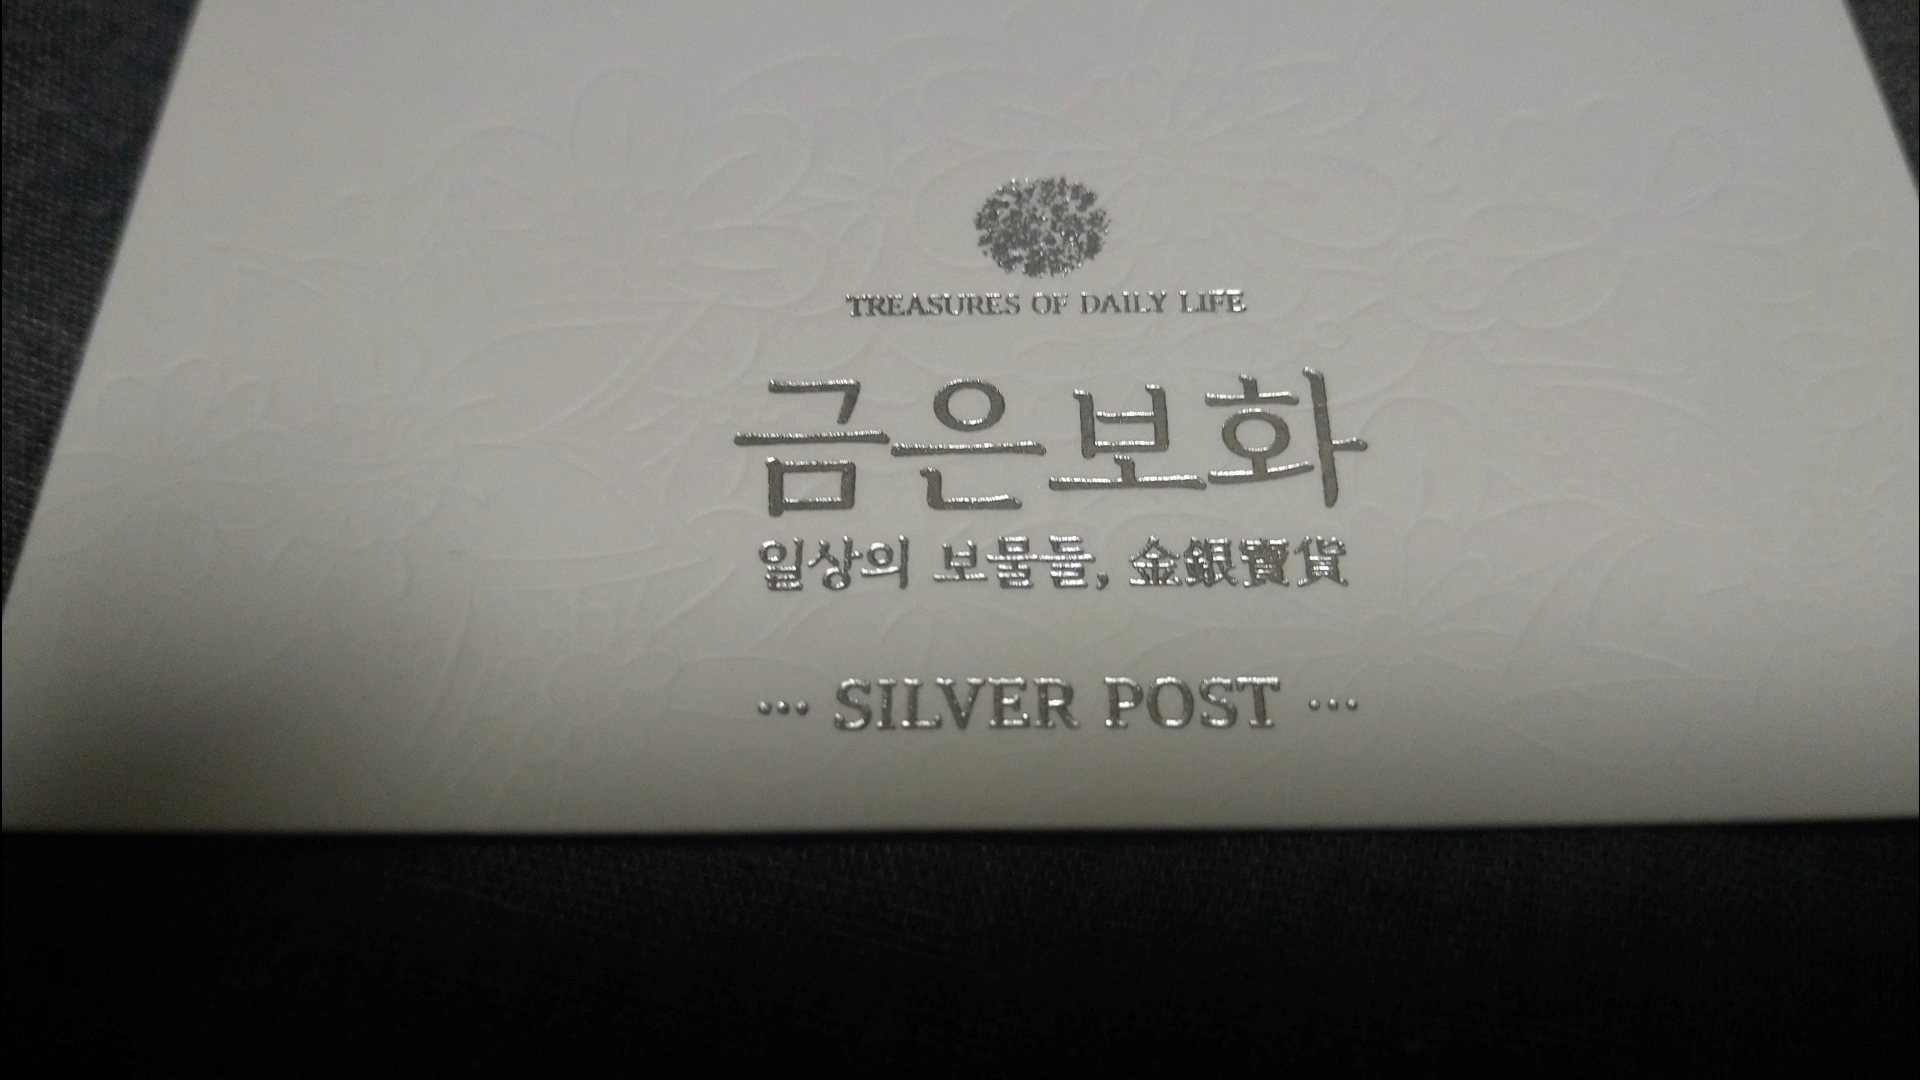 TREASURES OF DAILY LIFE
금은보화
일상의 보물들, 金銀寶貨
··· SILVER POST ···